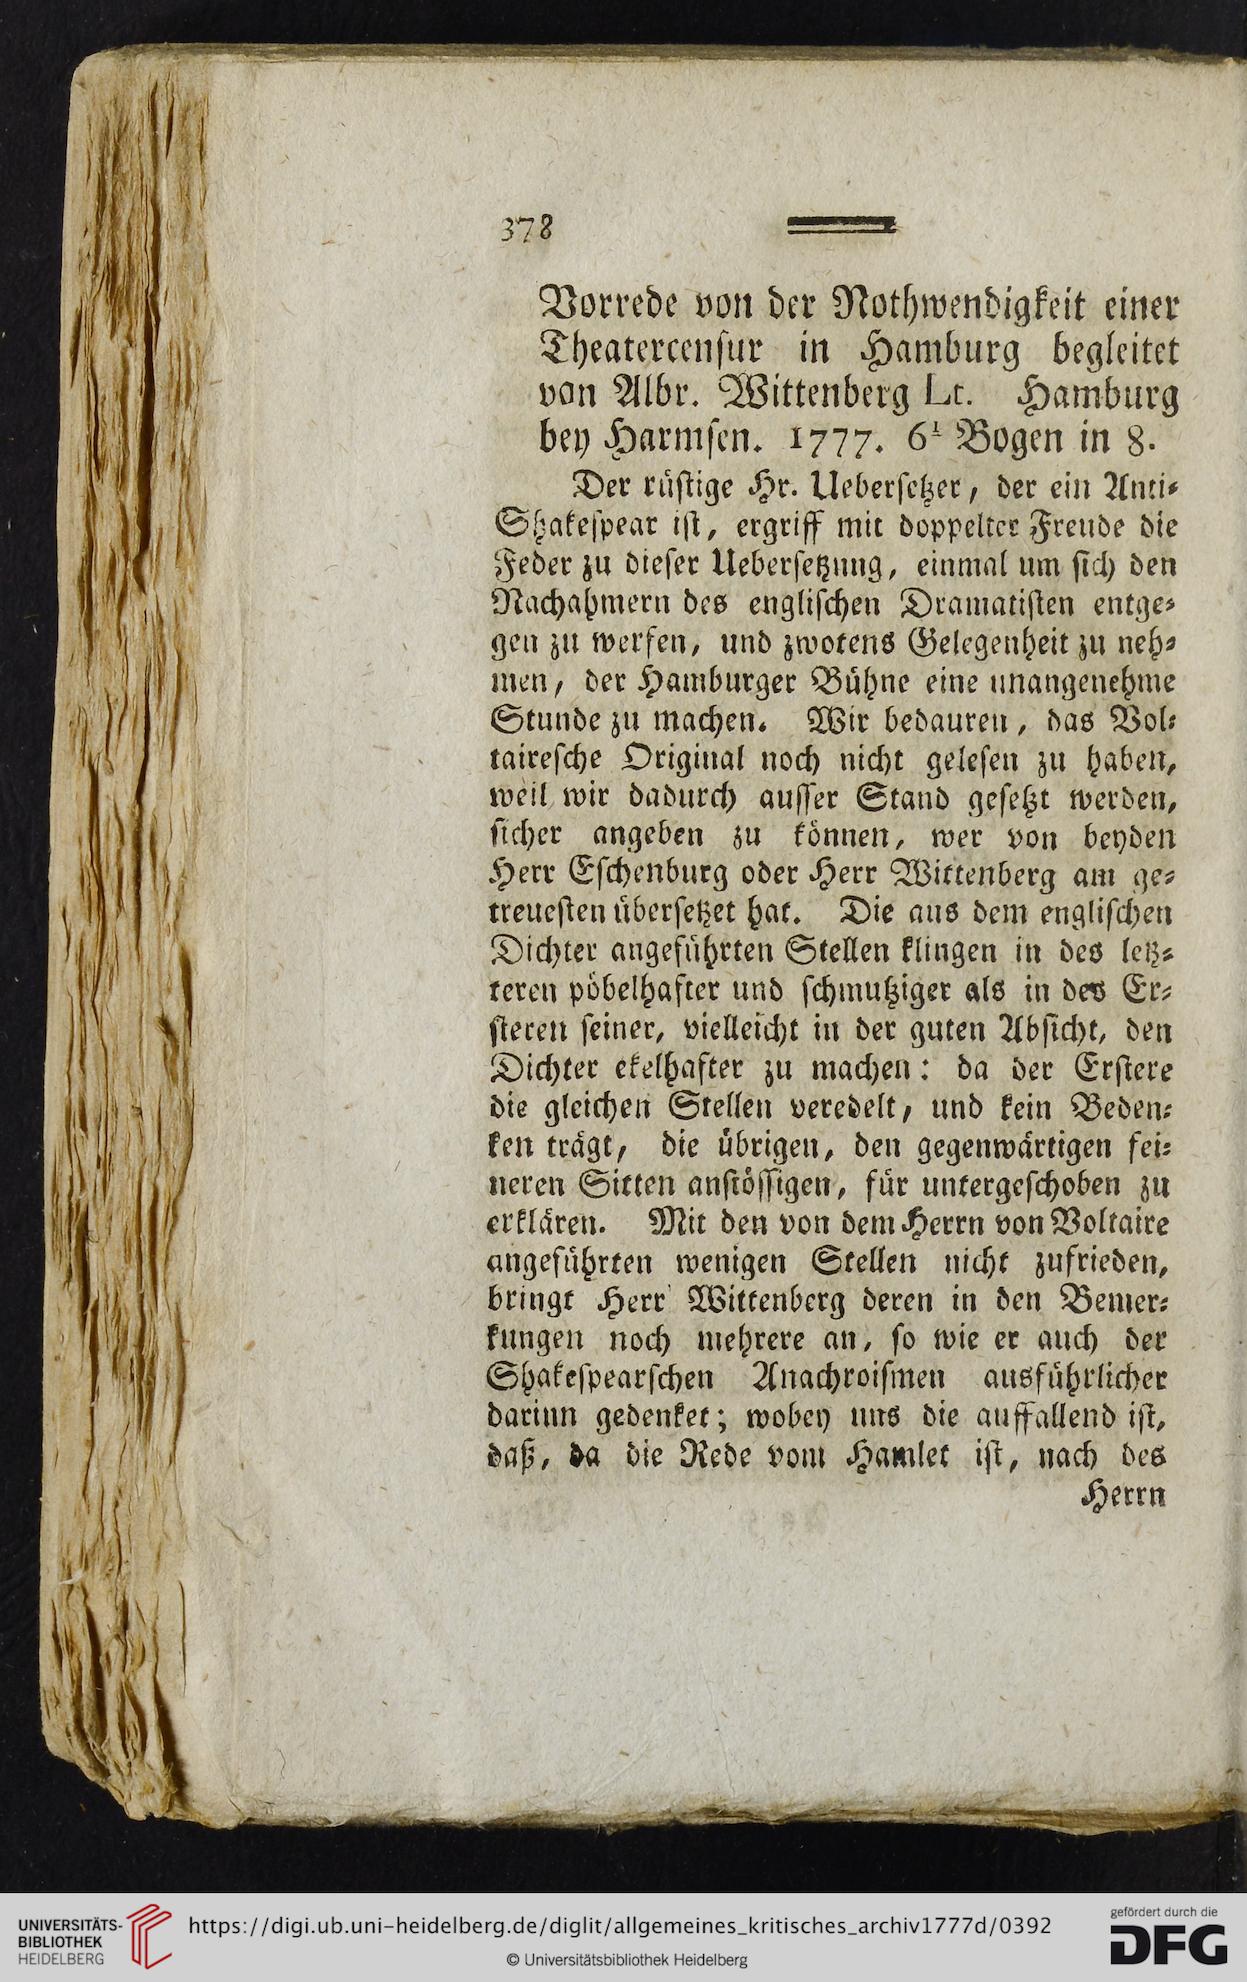 378
Vorrede von der Nothwendigkeit einer
Theatercensur in Hamburg begleitet
von Albr. Wittenberg Lt. Hamburg
bey Harmsen. 1777. 6½ Bogen in 8.
Der rüstige Hr. Uebersetzer, der ein Anti-
Shakespear ist, ergriff mit doppelter Freude die
Feder zu dieser Uebersetzung, einmal um sich den
Nachahmern des englischen Dramatisten entge-
gen zu werfen, und zwotens Gelegenheit zu neh-
men, der Hamburger Bühne eine unangenehme
Stunde zu machen. Wir bedauren, das Vol-
tairesche Original noch nicht gelesen zu haben,
weil wir dadurch ausser Stand gesetzt werden,
sicher angeben zu können, wer von beyden
Herr Eschenburg oder Herr Wittenberg am ge-
treuesten übersetzet hat. Die aus dem englischen
Dichter angeführten Stellen klingen in des letz-
teren pöbelhafter und schmutziger als in des Er-
steren seiner, vielleicht in der guten Absicht, den
Dichter ekelhafter zu machen: da der Erstere
die gleichen Stellen veredelt, und kein Beden-
ken trägt, die übrigen, den gegenwärtigen fei-
neren Sitten anstössigen, für untergeschoben zu
erklären. Mit den von dem Herrn von Voltaire
angeführten wenigen Stellen nicht zufrieden,
bringt Herr Wittenberg deren in den Bemer-
kungen noch mehrere an, so wie er auch der
Shakespearschen Anachroismen ausführlicher
darinn gedenket; wobey uns die auffallend ist,
daß, da die Rede vom Hamlet ist, nach des
Herrn
UNIVERSITÄTS-
BIBLIOTHEK
HEIDELBERG
https://digi.ub.uni-heidelberg.de/diglit/allgemeines_kritisches_archiv1777d/0392
© Universitätsbibliothek Heidelberg
gefördert durch die
DFG